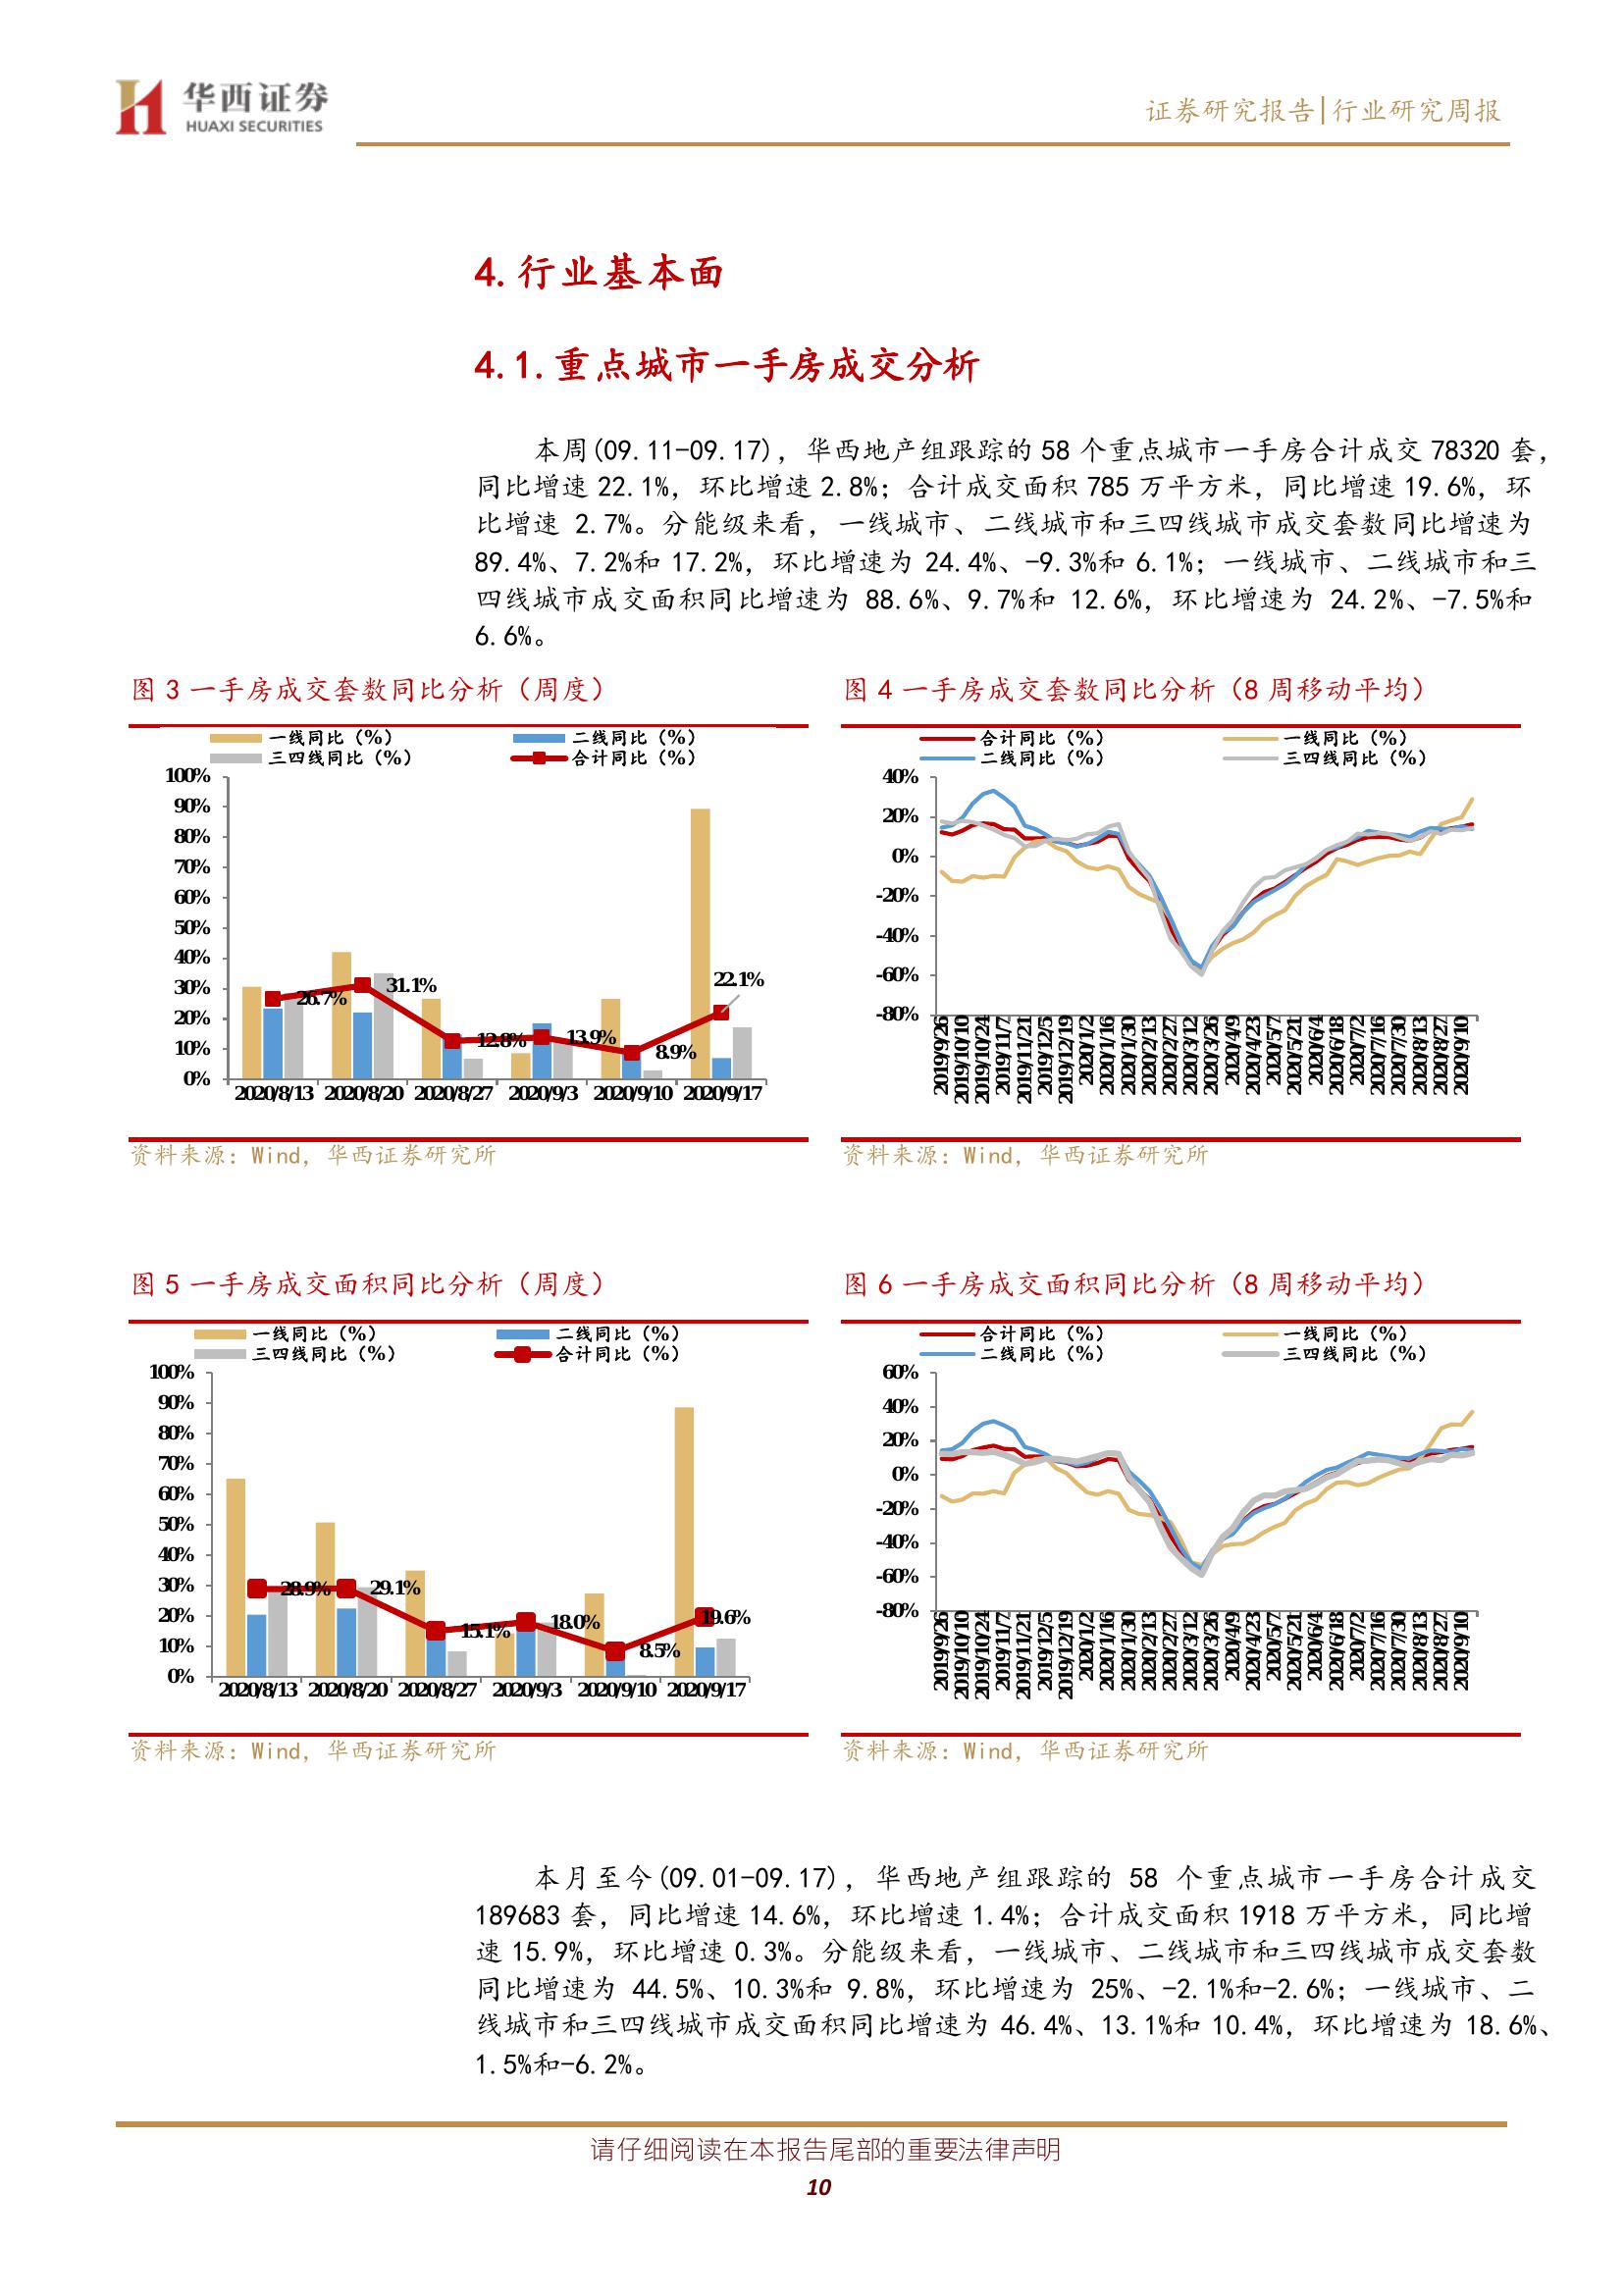 华西证券
HUAXI SECURITIES
证券研究报告|行业研究周报
4.行业基本面
4.1.重点城市一手房成交分析
本周(09.11-09.17)，华西地产组跟踪的 58 个重点城市一手房合计成交 78320 套，
同比增速 22.1%，环比增速 2.8%；合计成交面积 785 万平方米，同比增速 19.6%，环
比增速 2.7%。分能级来看，一线城市、二线城市和三四线城市成交套数同比增速为
89.4%、7.2%和 17.2%，环比增速为 24.4%、-9.3%和 6.1%；一线城市、二线城市和三
四线城市成交面积同比增速为 88.6%、9.7%和 12.6%，环比增速为 24.2%、-7.5%和
6.6%。
图 3 一手房成交套数同比分析（周度）
一线同比（%）
二线同比（%）
三四线同比（%）
合计同比（%）
100%
90%
80%
70%
60%
50%
40%
30%
20%
10%
0%
26.7%
31.1%
12.8%
13.9%
8.9%
22.1%
2020/8/13 2020/8/20 2020/8/27 2020/9/3 2020/9/10 2020/9/17
资料来源：Wind，华西证券研究所
图 4 一手房成交套数同比分析（8 周移动平均）
合计同比（%）
一线同比（%）
二线同比（%）
三四线同比（%）
40%
20%
0%
-20%
-40%
-60%
-80%
2019/9/26
2019/10/10
2019/10/24
2019/11/7
2019/11/21
2019/12/5
2019/12/19
2020/1/2
2020/1/16
2020/1/30
2020/2/13
2020/2/27
2020/3/12
2020/3/26
2020/4/9
2020/4/23
2020/5/7
2020/5/21
2020/6/4
2020/6/18
2020/7/2
2020/7/16
2020/7/30
2020/8/13
2020/8/27
2020/9/10
资料来源：Wind，华西证券研究所
图 5 一手房成交面积同比分析（周度）
一线同比（%）
二线同比（%）
三四线同比（%）
合计同比（%）
100%
90%
80%
70%
60%
50%
40%
30%
20%
10%
0%
28.9%
29.1%
15.1%
18.0%
8.5%
19.6%
2020/8/13 2020/8/20 2020/8/27 2020/9/3 2020/9/10 2020/9/17
资料来源：Wind，华西证券研究所
图 6 一手房成交面积同比分析（8 周移动平均）
合计同比（%）
一线同比（%）
二线同比（%）
三四线同比（%）
60%
40%
20%
0%
-20%
-40%
-60%
-80%
2019/9/26
2019/10/10
2019/10/24
2019/11/7
2019/11/21
2019/12/5
2019/12/19
2020/1/2
2020/1/16
2020/1/30
2020/2/13
2020/2/27
2020/3/12
2020/3/26
2020/4/9
2020/4/23
2020/5/7
2020/5/21
2020/6/4
2020/6/18
2020/7/2
2020/7/16
2020/7/30
2020/8/13
2020/8/27
2020/9/10
资料来源：Wind，华西证券研究所
本月至今(09.01-09.17)，华西地产组跟踪的 58 个重点城市一手房合计成交
189683 套，同比增速 14.6%，环比增速 1.4%；合计成交面积 1918 万平方米，同比增
速 15.9%，环比增速 0.3%。分能级来看，一线城市、二线城市和三四线城市成交套数
同比增速为 44.5%、10.3%和 9.8%，环比增速为 25%、-2.1%和-2.6%；一线城市、二
线城市和三四线城市成交面积同比增速为 46.4%、13.1%和 10.4%，环比增速为 18.6%、
1.5%和-6.2%。
请仔细阅读在本报告尾部的重要法律声明
10